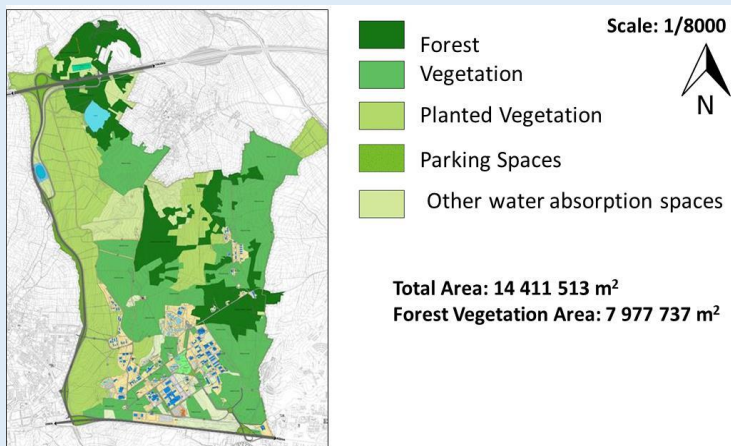 Scale: 1/8000
N
Forest
Vegetation
Planted Vegetation
Parking Spaces
Other water absorption spaces
Total Area: 14 411 513 m²
Forest Vegetation Area: 7 977 737 m²